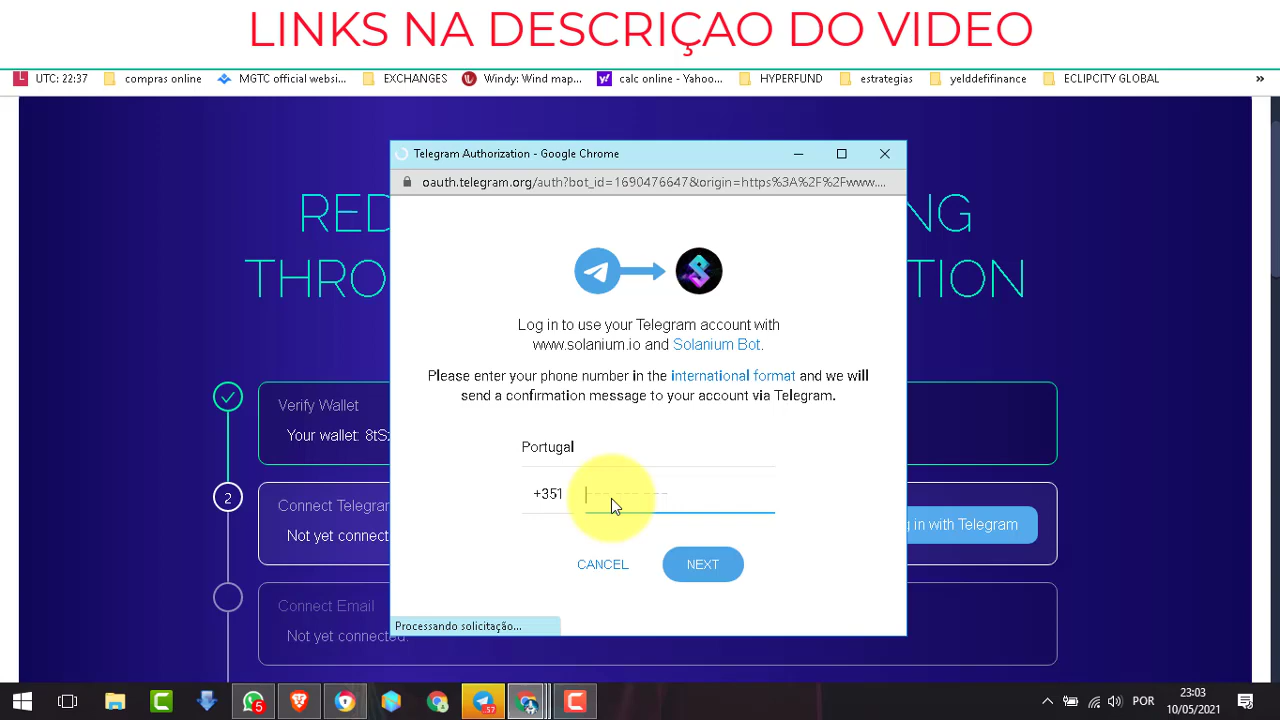 LINKS NA DESCRIÇAO DO VIDEO
UTC: 22:37 compras online MGTC official websi... EXCHANGES Windy: Wind map... calc online - Yahoo... HYPERFUND estrategias yelddefifinance ECLIPCITY GLOBAL »
Telegram Authorization - Google Chrome
oauth.telegram.org/auth?bot_id=1690476647&origin=https%3A%2F%2Fwww....
RED NG
THRO TION
Log in to use your Telegram account with
www.solanium.io and Solanium Bot.
Please enter your phone number in the international format and we will
send a confirmation message to your account via Telegram.
Verify Wallet
Your wallet: 8tS
Portugal
+351 --- --- ---
2
Connect Telegra
Not yet connect
g in with Telegram
CANCEL NEXT
Connect Email
Not yet connected.
Processando solicitação...
5
57
POR
23:03
10/05/2021